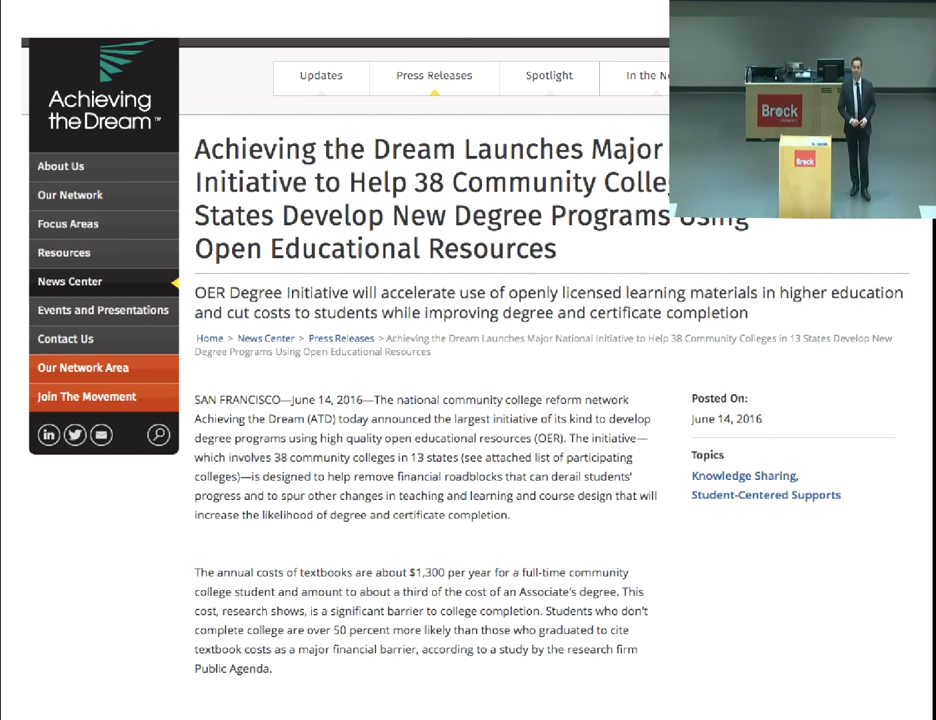 Achieving
the Dream™
About Us
Our Network
Focus Areas
Resources
News Center
Events and Presentations
Contact Us
Our Network Area
Join The Movement
Updates
Press Releases
Spotlight
In the
Brock
Brock
Achieving the Dream Launches Major
Initiative to Help 38 Community
States Develop New Degree Programs Using
Open Educational Resources
OER Degree Initiative will accelerate use of openly licensed learning materials in higher education
and cut costs to students while improving degree and certificate completion
Home > News Center > Press Releases > Achieving the Dream Launches Major National Initiative to Help 38 Community Colleges in 13 States Develop New
Degree Programs Using Open Educational Resources
SAN FRANCISCO—June 14, 2016—The national community college reform network
Achieving the Dream (ATD) today announced the largest initiative of its kind to develop
degree programs using high quality open educational resources (OER). The initiative—
which involves 38 community colleges in 13 states (see attached list of participating
colleges)—is designed to help remove financial roadblocks that can derail students'
progress and to spur other changes in teaching and learning and course design that will
increase the likelihood of degree and certificate completion.
The annual costs of textbooks are about $1,300 per year for a full-time community
college student and amount to about a third of the cost of an Associate's degree. This
cost, research shows, is a significant barrier to college completion. Students who don't
complete college are over 50 percent more likely than those who graduated to cite
textbook costs as a major financial barrier, according to a study by the research firm
Public Agenda.
Posted On:
June 14, 2016
Topics
Knowledge Sharing,
Student-Centered Supports